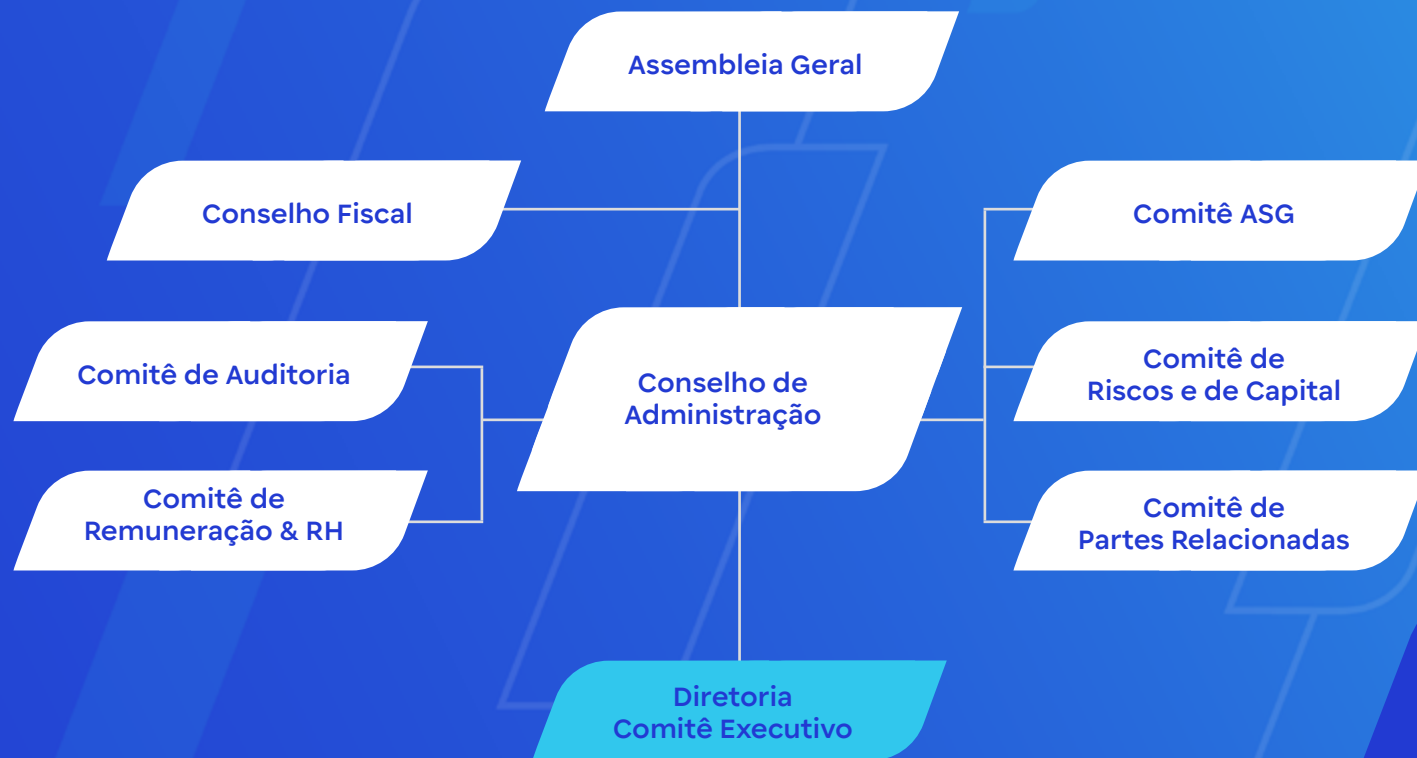 Assembleia Geral
Conselho Fiscal
Comitê ASG
Comitê de Auditoria
Conselho de
Administração
Comitê de
Riscos e de Capital
Comitê de
Remuneração & RH
Comitê de
Partes Relacionadas
Diretoria
Comitê Executivo